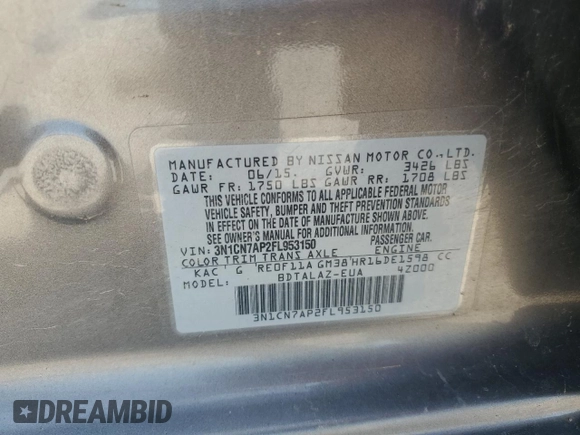 MANUFACTURED BY NISSAN MOTOR CO., LTD.
DATE: 06/15. GVWR: 3426 LBS
GAWR FR: 1750 LBS GAWR RR: 1708 LBS
THIS VEHICLE CONFORMS TO ALL APPLICABLE FEDERAL MOTOR
VEHICLE SAFETY, BUMPER AND THEFT PREVENTION STANDARDS
IN EFFECT ON THE DATE OF MANUFACTURE SHOWN ABOVE.
SEE OWNER'S MANUAL FOR ADDITIONAL INFORMATION.
VIN: 3N1CN7AP2FL953150 PASSENGER CAR.
COLOR TRIM TRANS AXLE ENGINE
KAC G RE0F11A GM38 HR16DE1598 CC
MODEL: BDTALAZ-EUA 4Z000
3N1CN7AP2FL953150
DREAMBID